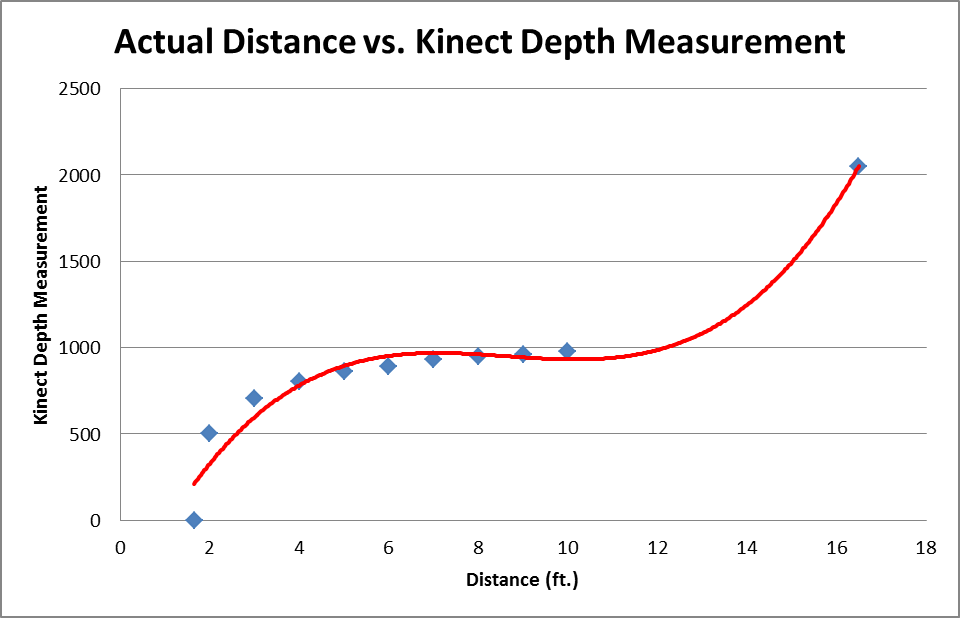 Actual Distance vs. Kinect Depth Measurement
Kinect Depth Measurement
2500
2000
1500
1000
500
0
0 2 4 6 8 10 12 14 16 18
Distance (ft.)